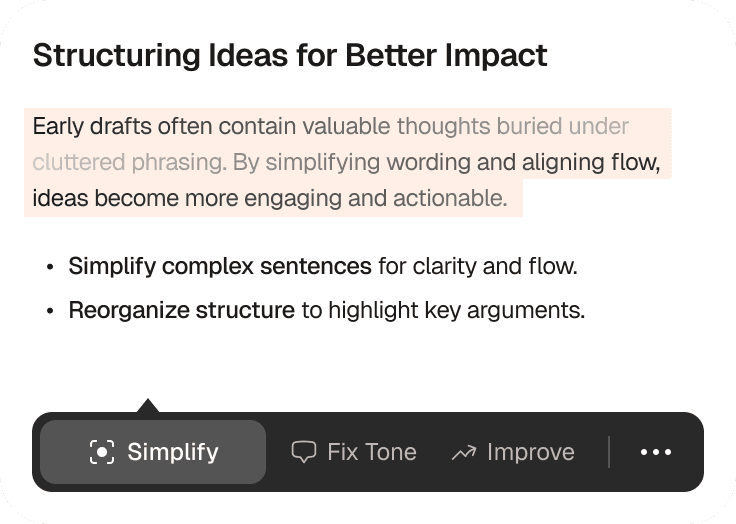 Structuring Ideas for Better Impact
Early drafts often contain valuable thoughts buried under
cluttered phrasing. By simplifying wording and aligning flow,
ideas become more engaging and actionable.
• Simplify complex sentences for clarity and flow.
• Reorganize structure to highlight key arguments.
Simplify Fix Tone Improve